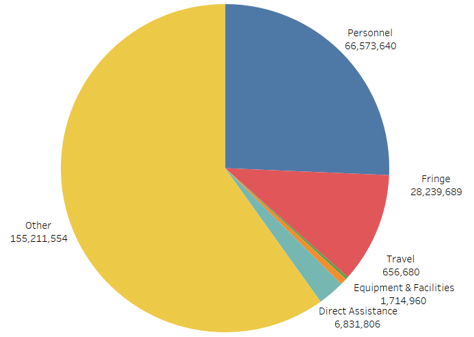 Personnel
66,573,640
Fringe
28,239,689
Travel
656,680
Equipment & Facilities
1,714,960
Direct Assistance
6,831,806
Other
155,211,554